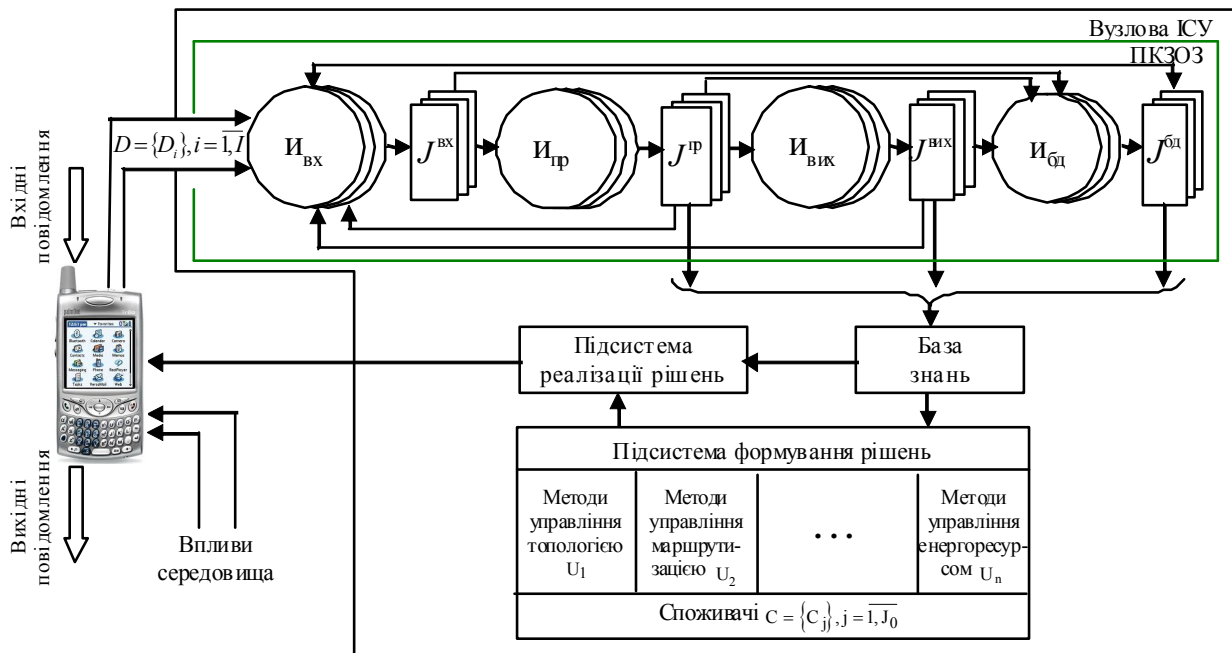 Вузлова ІСУ
ПКЗОЗ
D = {D_i}, i = \overline{1, I}
И_вх
J^вх
И_пр
J^пр
И_вих
J^вих
И_бд
J^бд
Вхідні
повідомлення
Підсистема
реалізації рішень
База
знань
Підсистема формування рішень
Методи
управління
топологією
U_1
Методи
управління
маршрути-
зацією U_2
• • •
Методи
управління
енергоресур-
сом U_n
Споживачі C = {C_j}, j = \overline{1, J_0}
Вихідні
повідомлення
Впливи
середовища